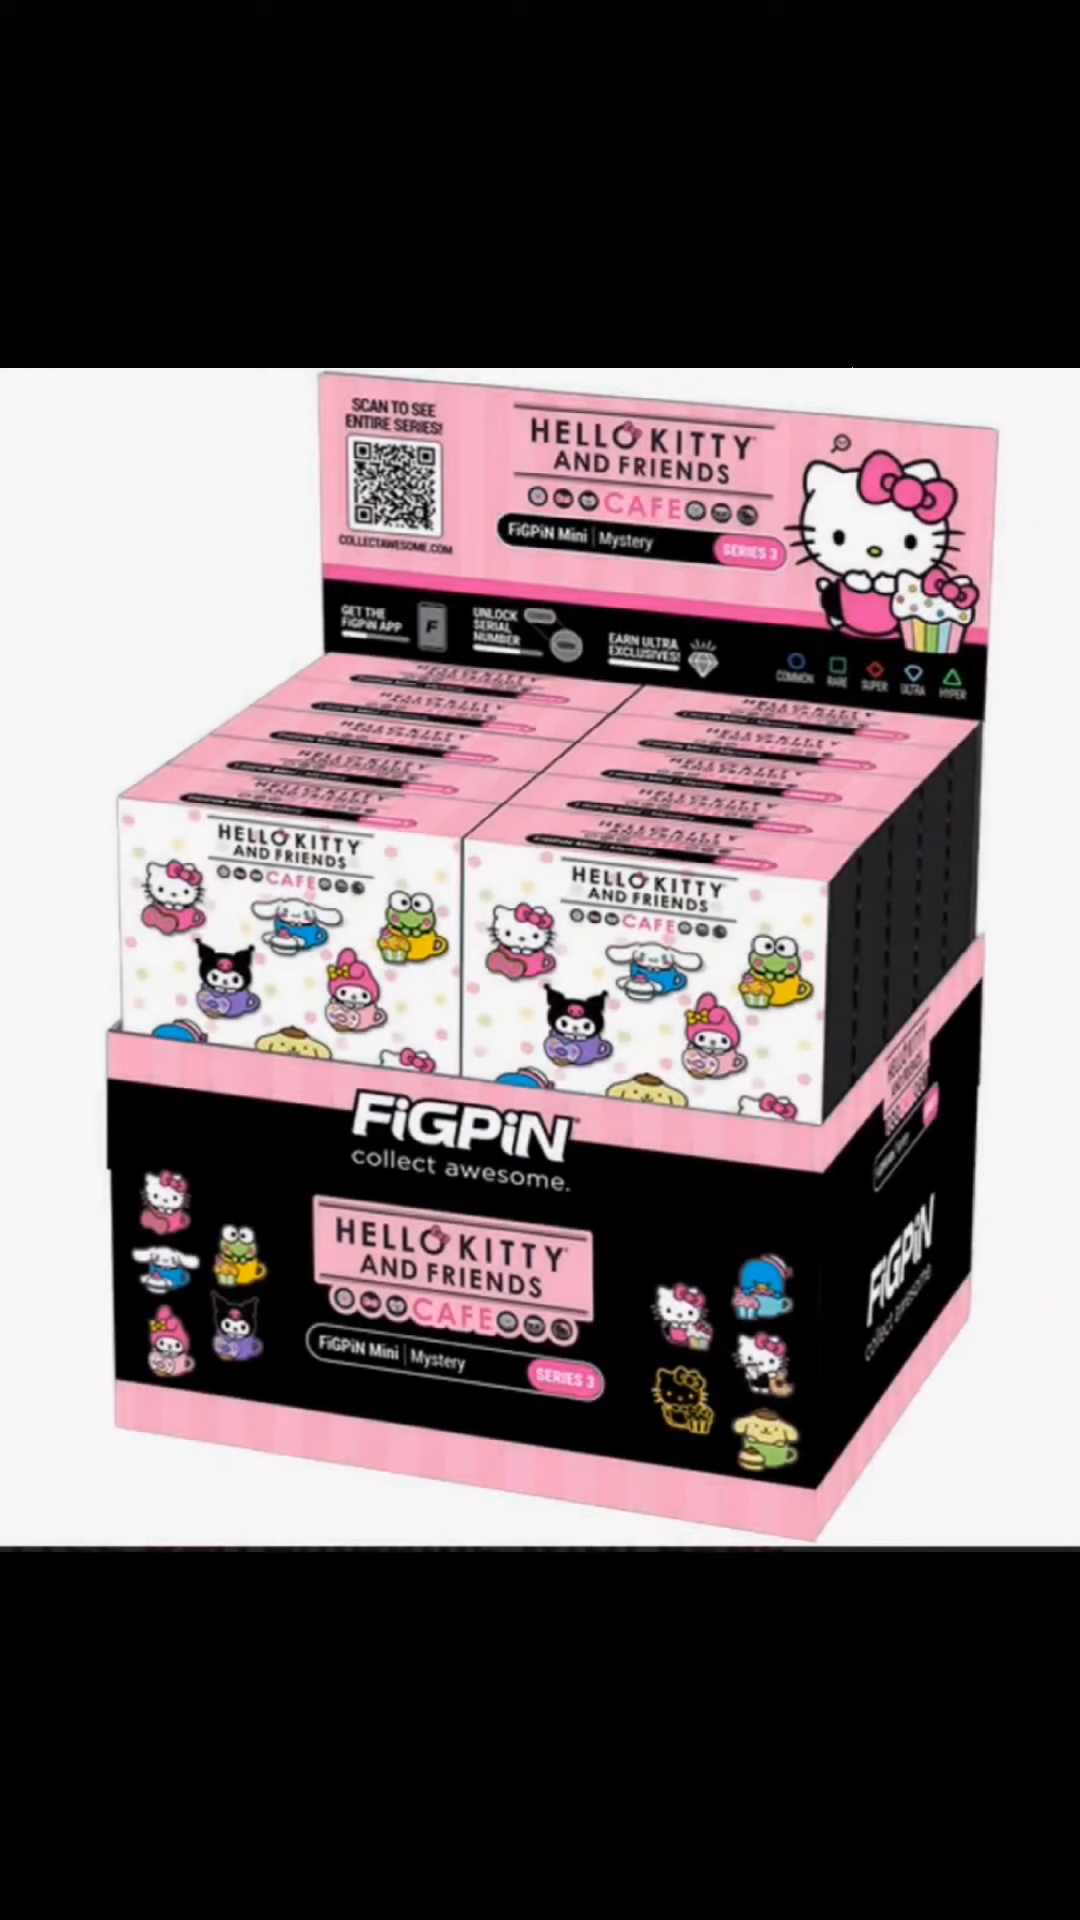 SCAN TO SEE
ENTIRE SERIES!
COLLECTAWESOME.COM
HELLO KITTY
AND FRIENDS
CAFE
FiGPiN Mini | Mystery
SERIES 3
GET THE
FiGPiN APP
F
UNLOCK
SERIAL
NUMBER
EARN ULTRA
EXCLUSIVES!
COMMON
RARE
SUPER
ULTRA
HYPER
HELLO KITTY
AND FRIENDS
CAFE
HELLO KITTY
AND FRIENDS
CAFE
FiGPiN™
collect awesome.
HELLO KITTY
AND FRIENDS
CAFE
FiGPiN Mini | Mystery
SERIES 3
FiGPiN
collect awesome.